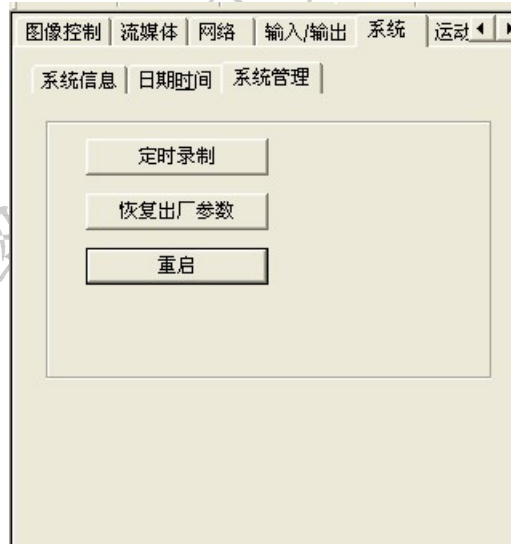 图像控制 流媒体 网络 输入/输出 系统
系统信息 日期时间 系统管理
定时录制
恢复出厂参数
重启